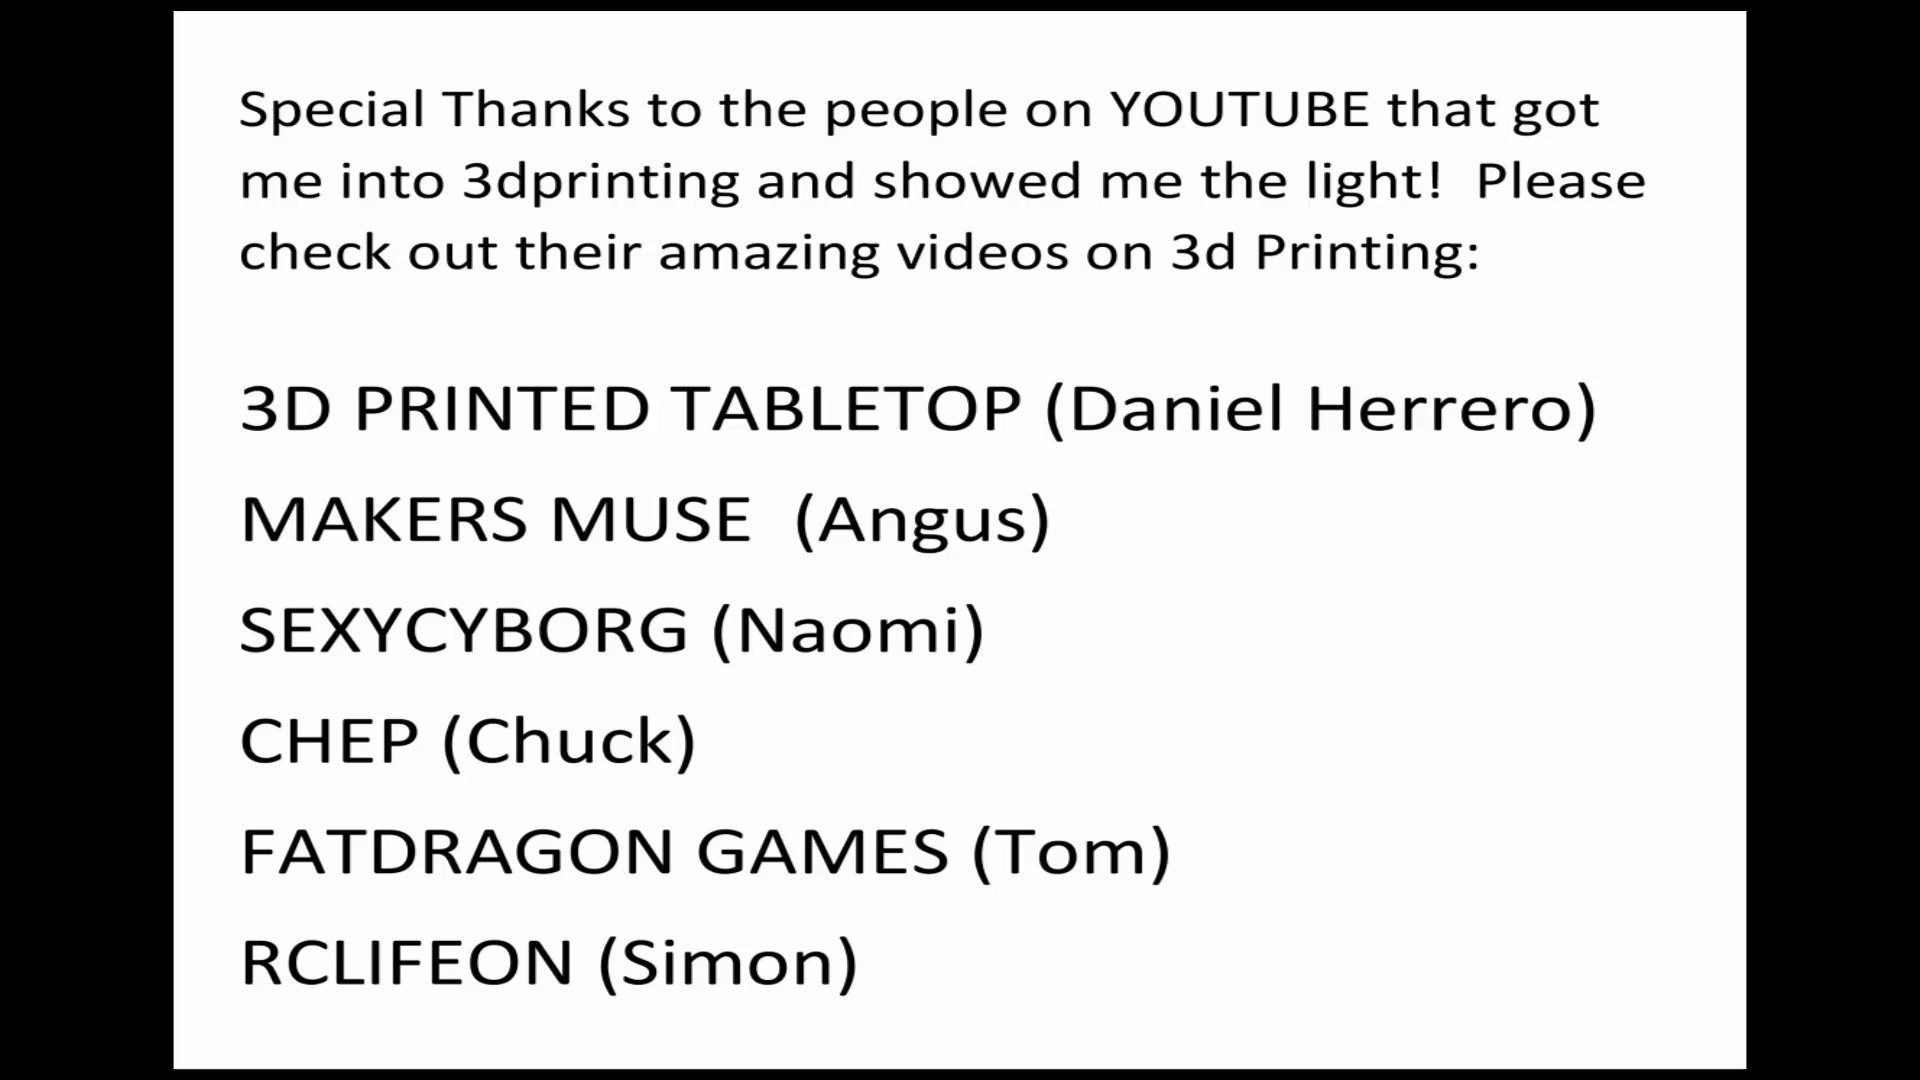 Special Thanks to the people on YOUTUBE that got
me into 3dprinting and showed me the light!  Please
check out their amazing videos on 3d Printing:
3D PRINTED TABLETOP (Daniel Herrero)
MAKERS MUSE  (Angus)
SEXYCYBORG (Naomi)
CHEP (Chuck)
FATDRAGON GAMES (Tom)
RCLIFEON (Simon)